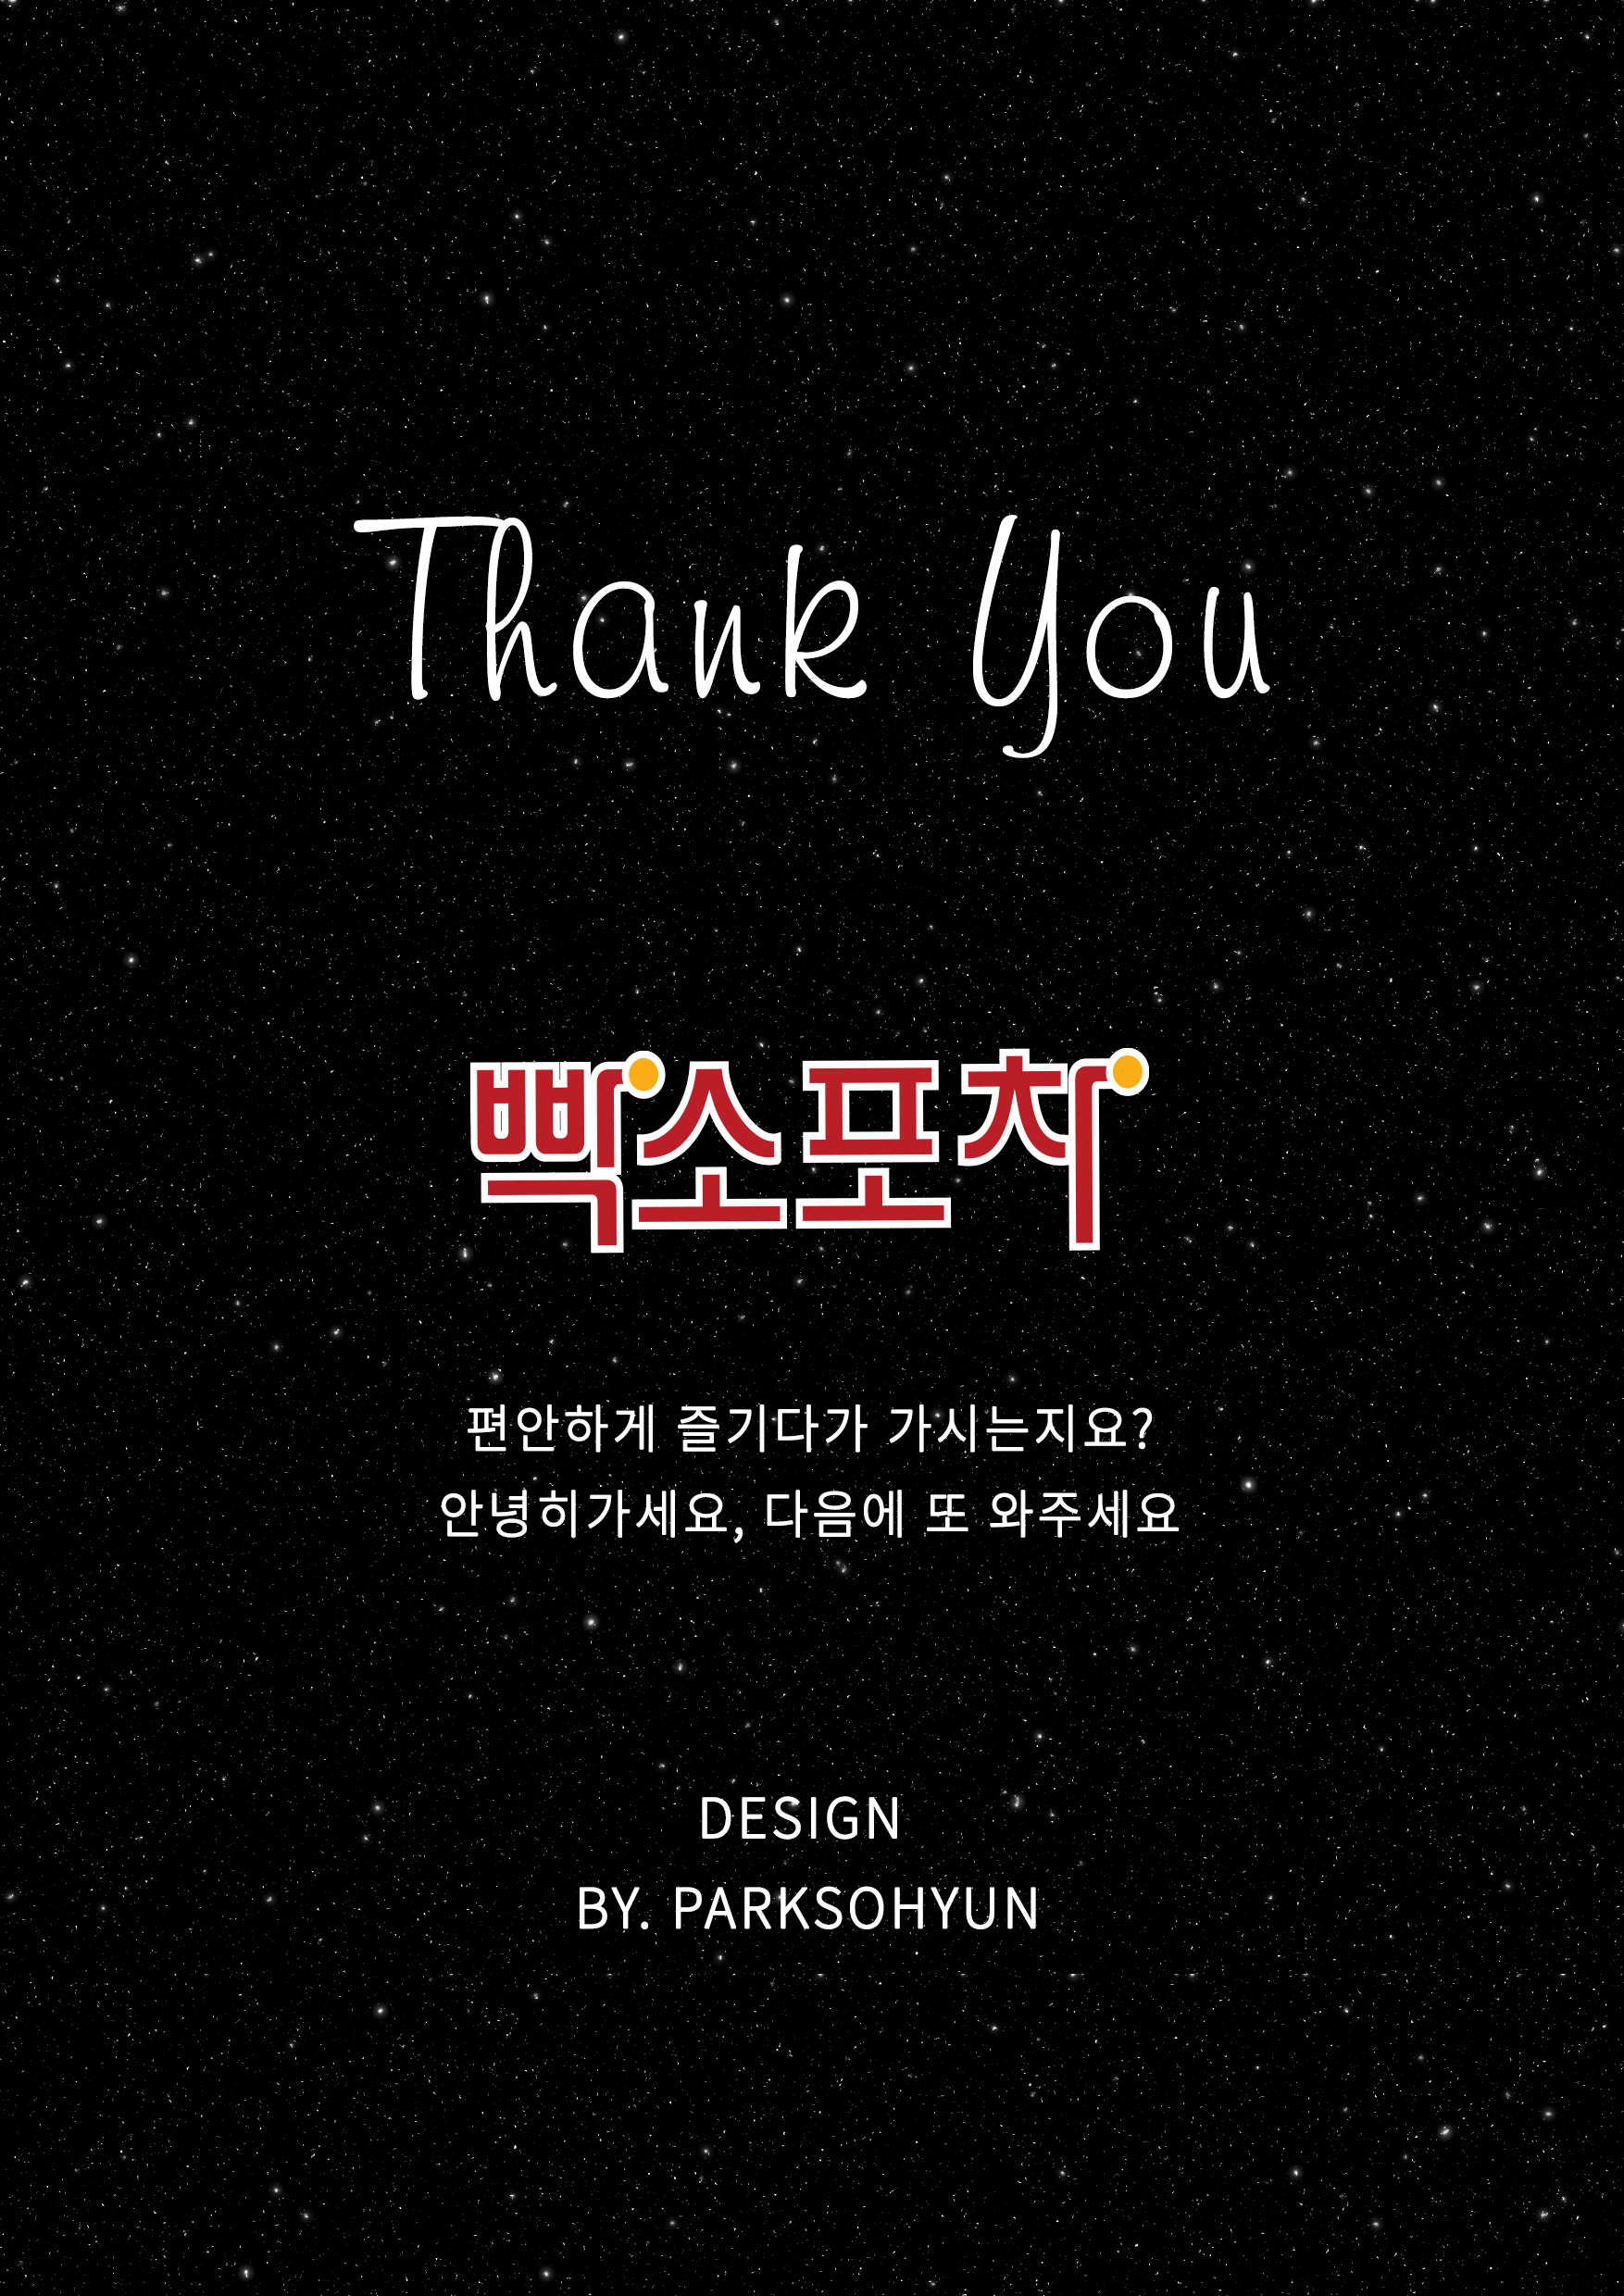 Thank You
빡소포차
편안하게 즐기다가 가시는지요?
안녕히가세요, 다음에 또 와주세요
DESIGN
BY. PARKSOHYUN